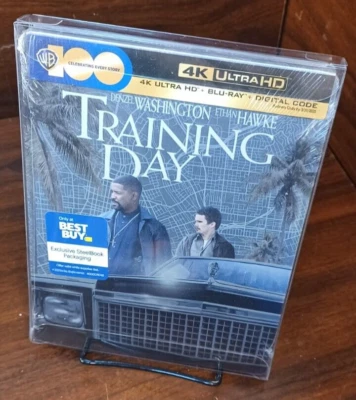 WB
100
CELEBRATING EVERY STORY
4K ULTRA HD
4K ULTRA HD + BLU-RAY + DIGITAL CODE
DENZEL WASHINGTON ETHAN HAWKE
TRAINING
DAY
Only at
BEST
BUY
Exclusive SteelBook
Packaging